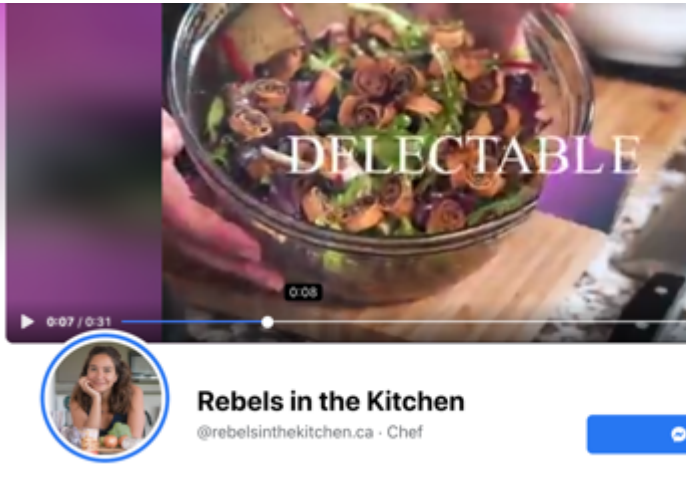 DELECTABLE
0:08
0:07 / 0:31
Rebels in the Kitchen
@rebelsinthekitchen.ca · Chef